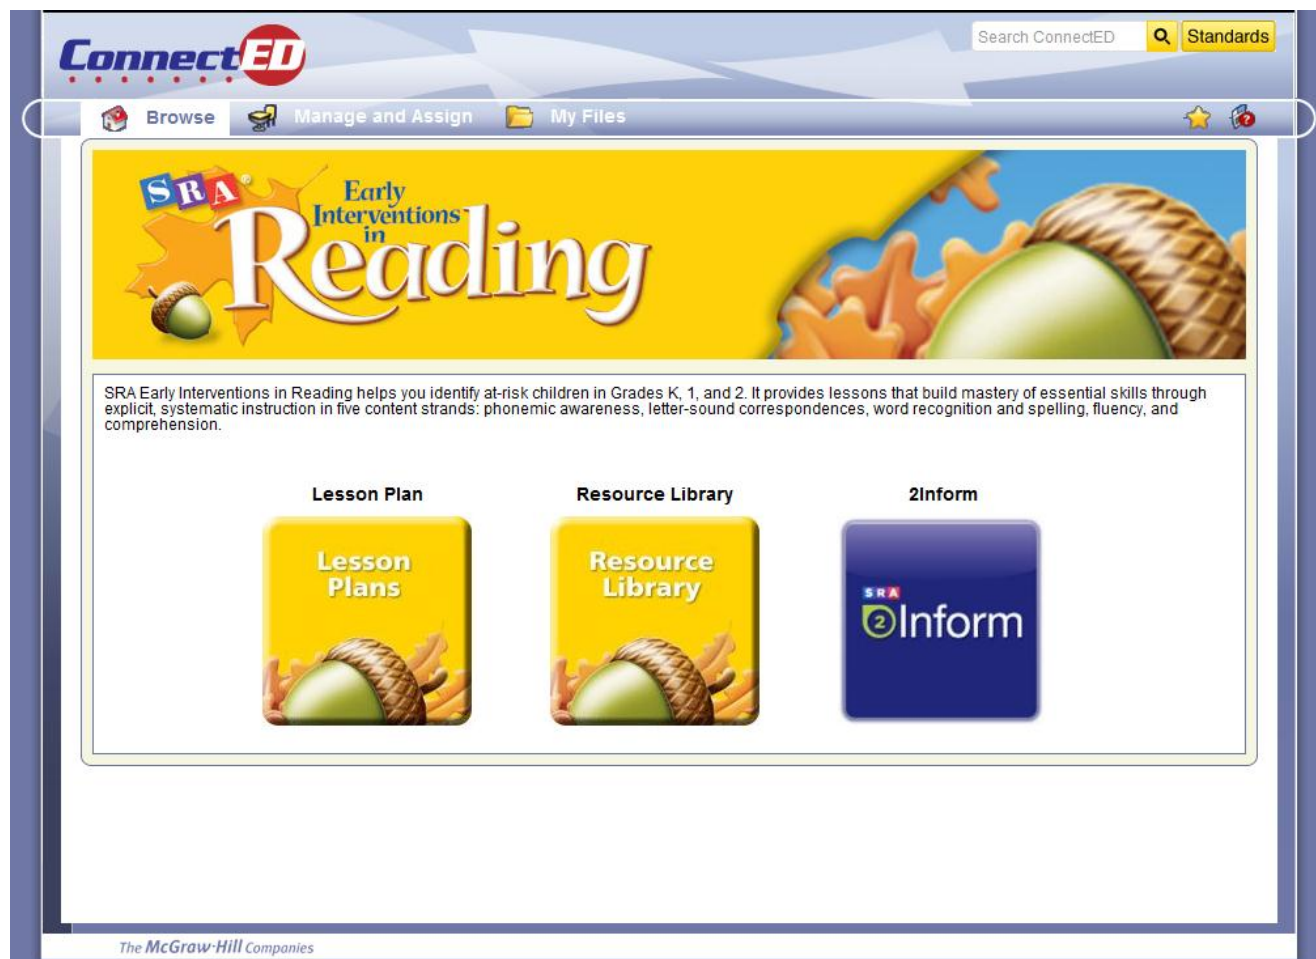 ConnectED
Search ConnectED
Standards
Browse
Manage and Assign
My Files
SRA®
Early
Interventions
in
Reading
SRA Early Interventions in Reading helps you identify at-risk children in Grades K, 1, and 2. It provides lessons that build mastery of essential skills through
explicit, systematic instruction in five content strands: phonemic awareness, letter-sound correspondences, word recognition and spelling, fluency, and
comprehension.
Lesson Plan
Resource Library
2Inform
Lesson
Plans
Resource
Library
SRA
2Inform
The McGraw·Hill Companies